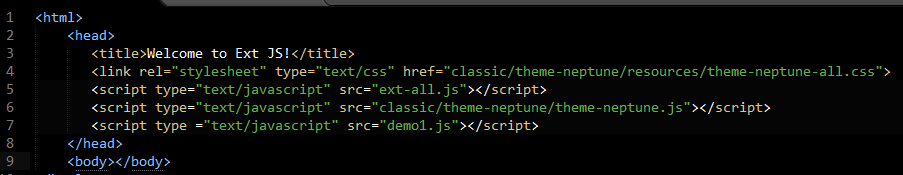 1 <html>
2 <head>
3 <title>Welcome to Ext JS!</title>
4 <link rel="stylesheet" type="text/css" href="classic/theme-neptune/resources/theme-neptune-all.css">
5 <script type="text/javascript" src="ext-all.js"></script>
6 <script type="text/javascript" src="classic/theme-neptune/theme-neptune.js"></script>
7 <script type ="text/javascript" src="demo1.js"></script>
8 </head>
9 <body></body>